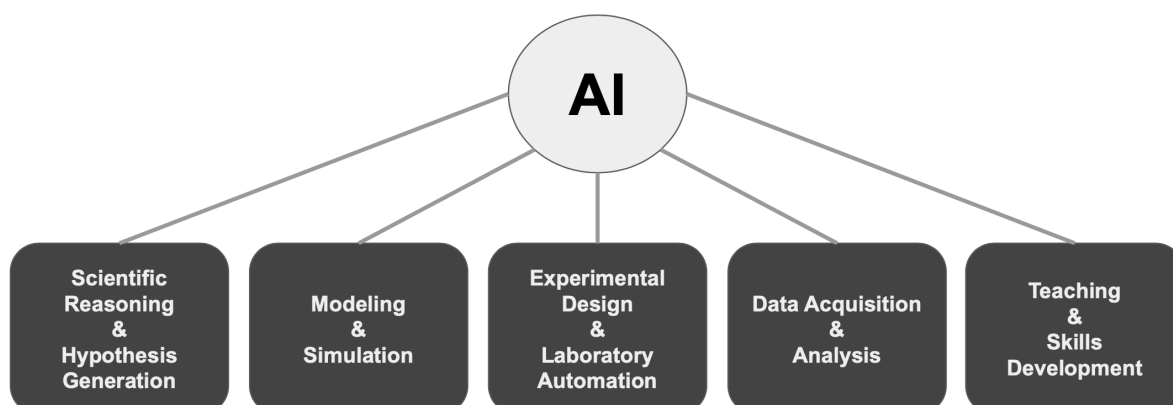 AI
Scientific
Reasoning
&
Hypothesis
Generation
Modeling
&
Simulation
Experimental
Design
&
Laboratory
Automation
Data Acquisition
&
Analysis
Teaching
&
Skills
Development